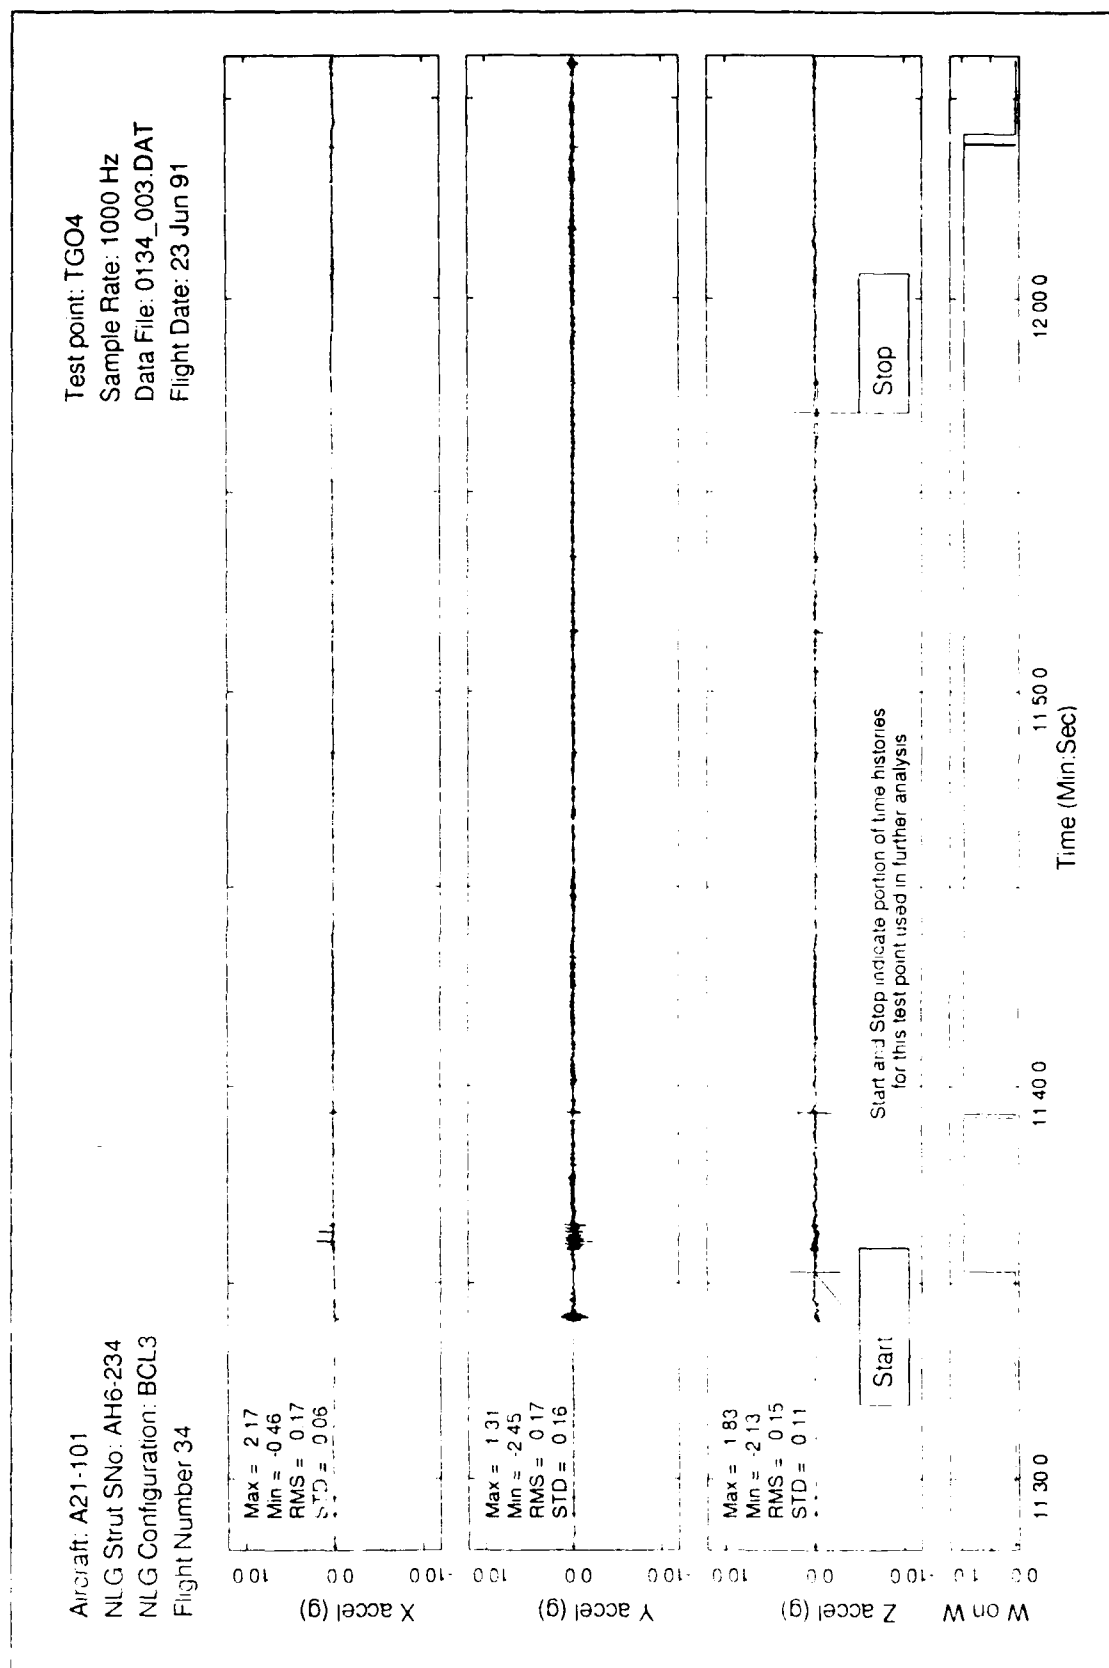 Aircraft: A21-101
NLG Strut SNo: AH6-234
NLG Configuration: BCL3
Flight Number 34
Test point: TGO4
Sample Rate: 1000 Hz
Data File: 0134_003.DAT
Flight Date: 23 Jun 91
X accel (g)
10 0
0 0
-10 0
Max = 2 17
Min = -0 46
RMS = 0 17
STD = 0 06
Y accel (g)
10 0
0 0
-10 0
Max = 1 31
Min = -2 45
RMS = 0 17
STD = 0 16
Z accel (g)
10 0
0 0
-10 0
Max = 1 83
Min = -2 13
RMS = 0 15
STD = 0 11
Start
Stop
Start and Stop indicate portion of time histories
for this test point used in further analysis
W on W
1 0
0 0
11 30 0
11 40 0
11 50 0
12 00 0
Time (Min:Sec)